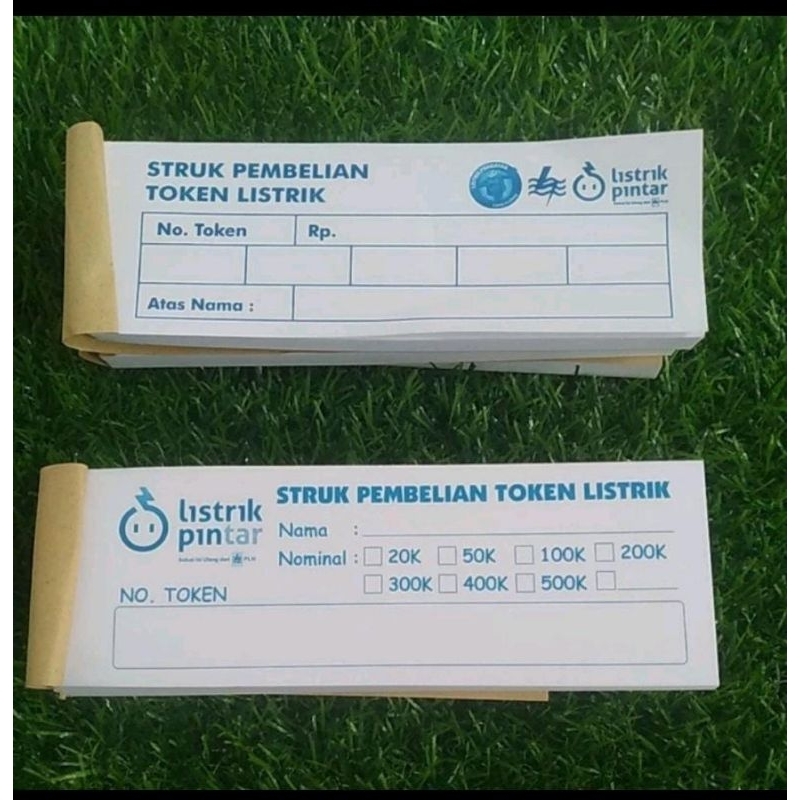 STRUK PEMBELIAN
TOKEN LISTRIK
listrik
pintar
No. Token
Rp.
Atas Nama :
listrik
pintar
STRUK PEMBELIAN TOKEN LISTRIK
Nama :
Nominal : 20K 50K 100K 200K
300K 400K 500K
PLN
NO. TOKEN